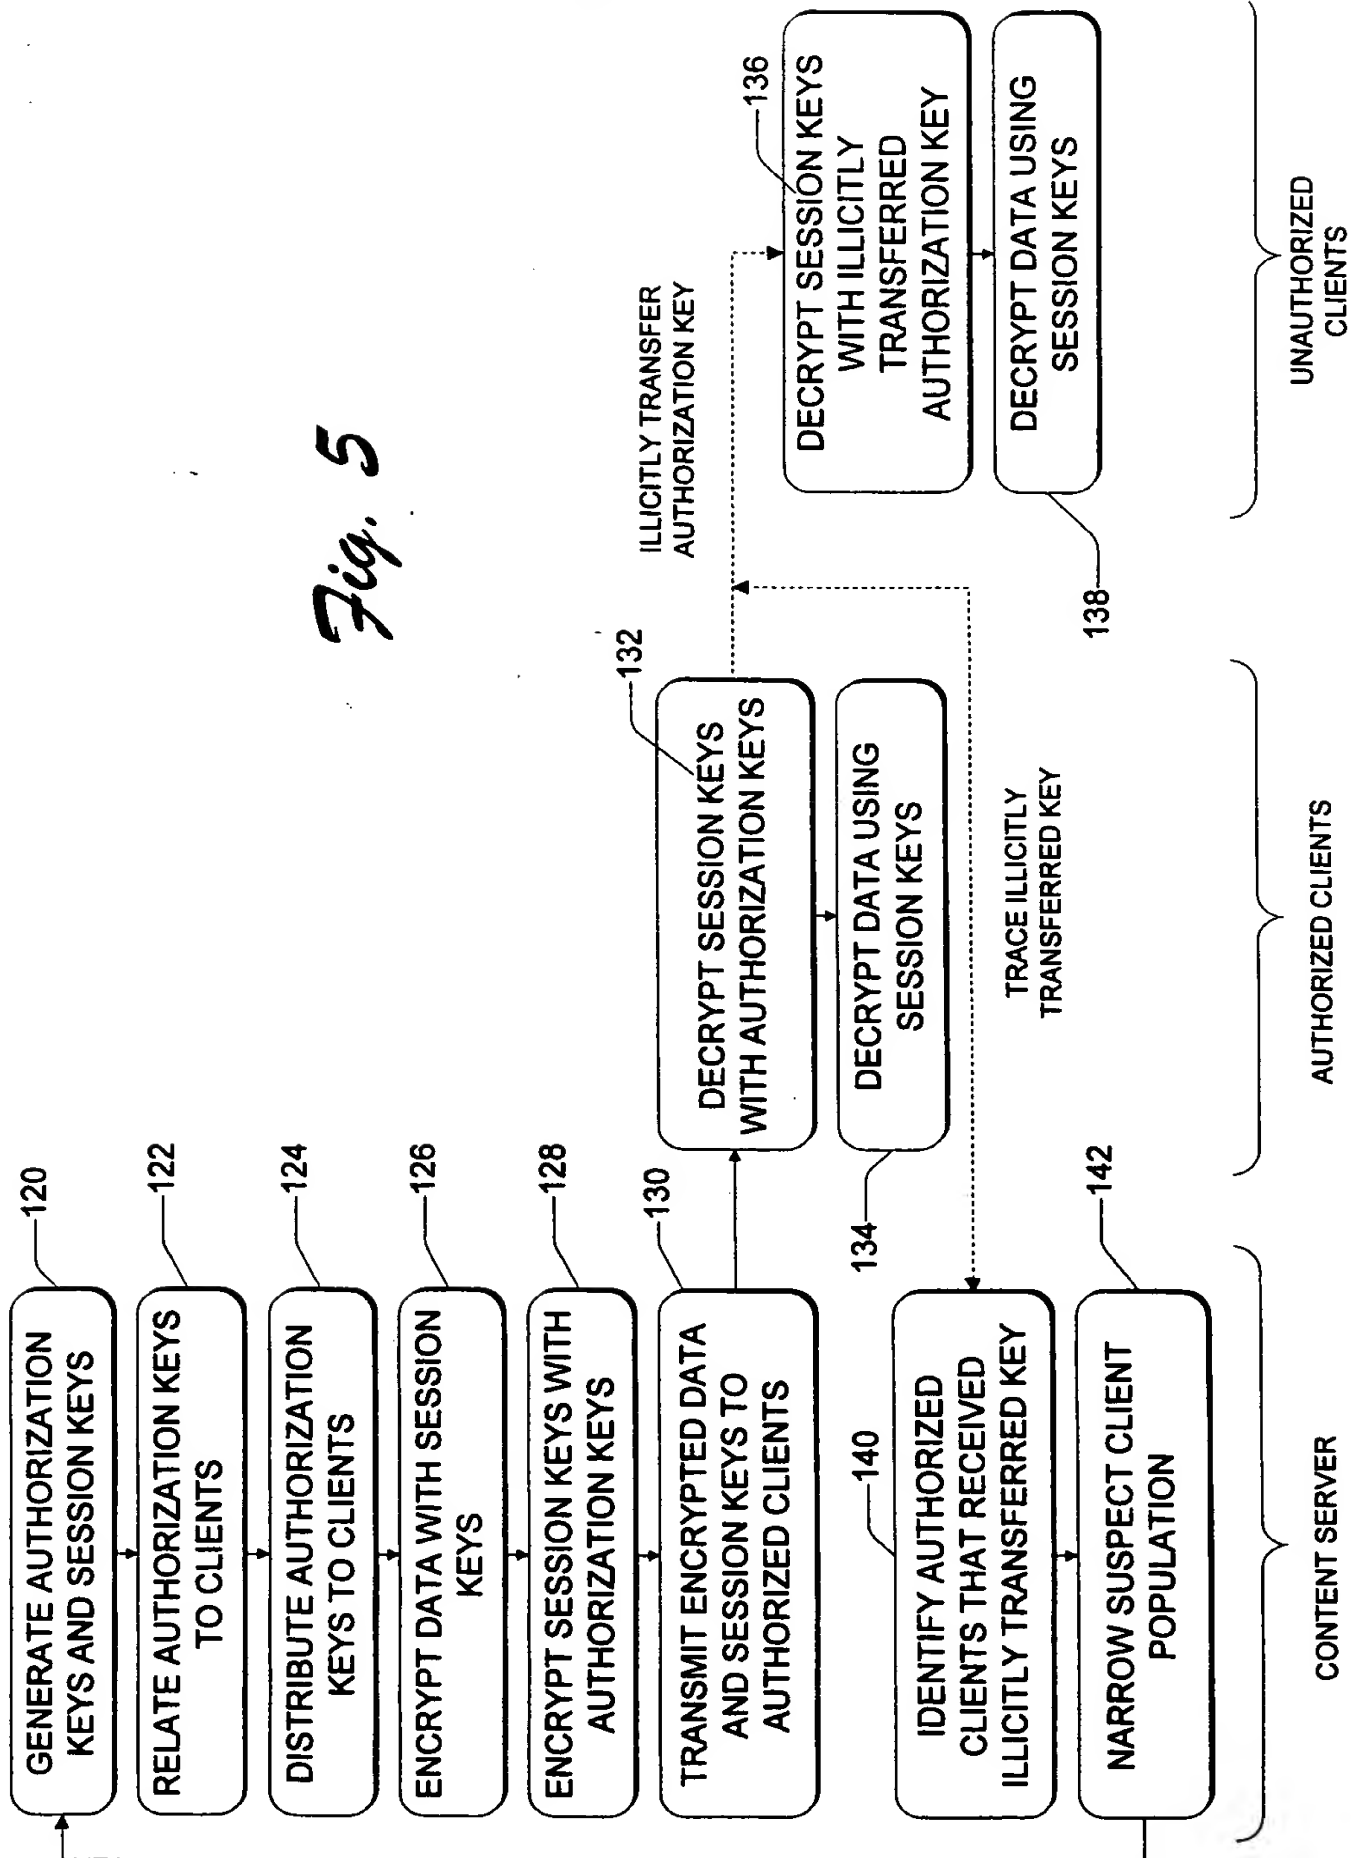 120
GENERATE AUTHORIZATION
KEYS AND SESSION KEYS
122
RELATE AUTHORIZATION KEYS
TO CLIENTS
124
DISTRIBUTE AUTHORIZATION
KEYS TO CLIENTS
126
ENCRYPT DATA WITH SESSION
KEYS
128
ENCRYPT SESSION KEYS WITH
AUTHORIZATION KEYS
130
TRANSMIT ENCRYPTED DATA
AND SESSION KEYS TO
AUTHORIZED CLIENTS
140
IDENTIFY AUTHORIZED
CLIENTS THAT RECEIVED
ILLICITLY TRANSFERRED KEY
142
NARROW SUSPECT CLIENT
POPULATION
CONTENT SERVER
132
DECRYPT SESSION KEYS
WITH AUTHORIZATION KEYS
134
DECRYPT DATA USING
SESSION KEYS
TRACE ILLICITLY
TRANSFERRED KEY
AUTHORIZED CLIENTS
Fig. 5
ILLICITLY TRANSFER
AUTHORIZATION KEY
136
DECRYPT SESSION KEYS
WITH ILLICITLY
TRANSFERRED
AUTHORIZATION KEY
138
DECRYPT DATA USING
SESSION KEYS
UNAUTHORIZED
CLIENTS